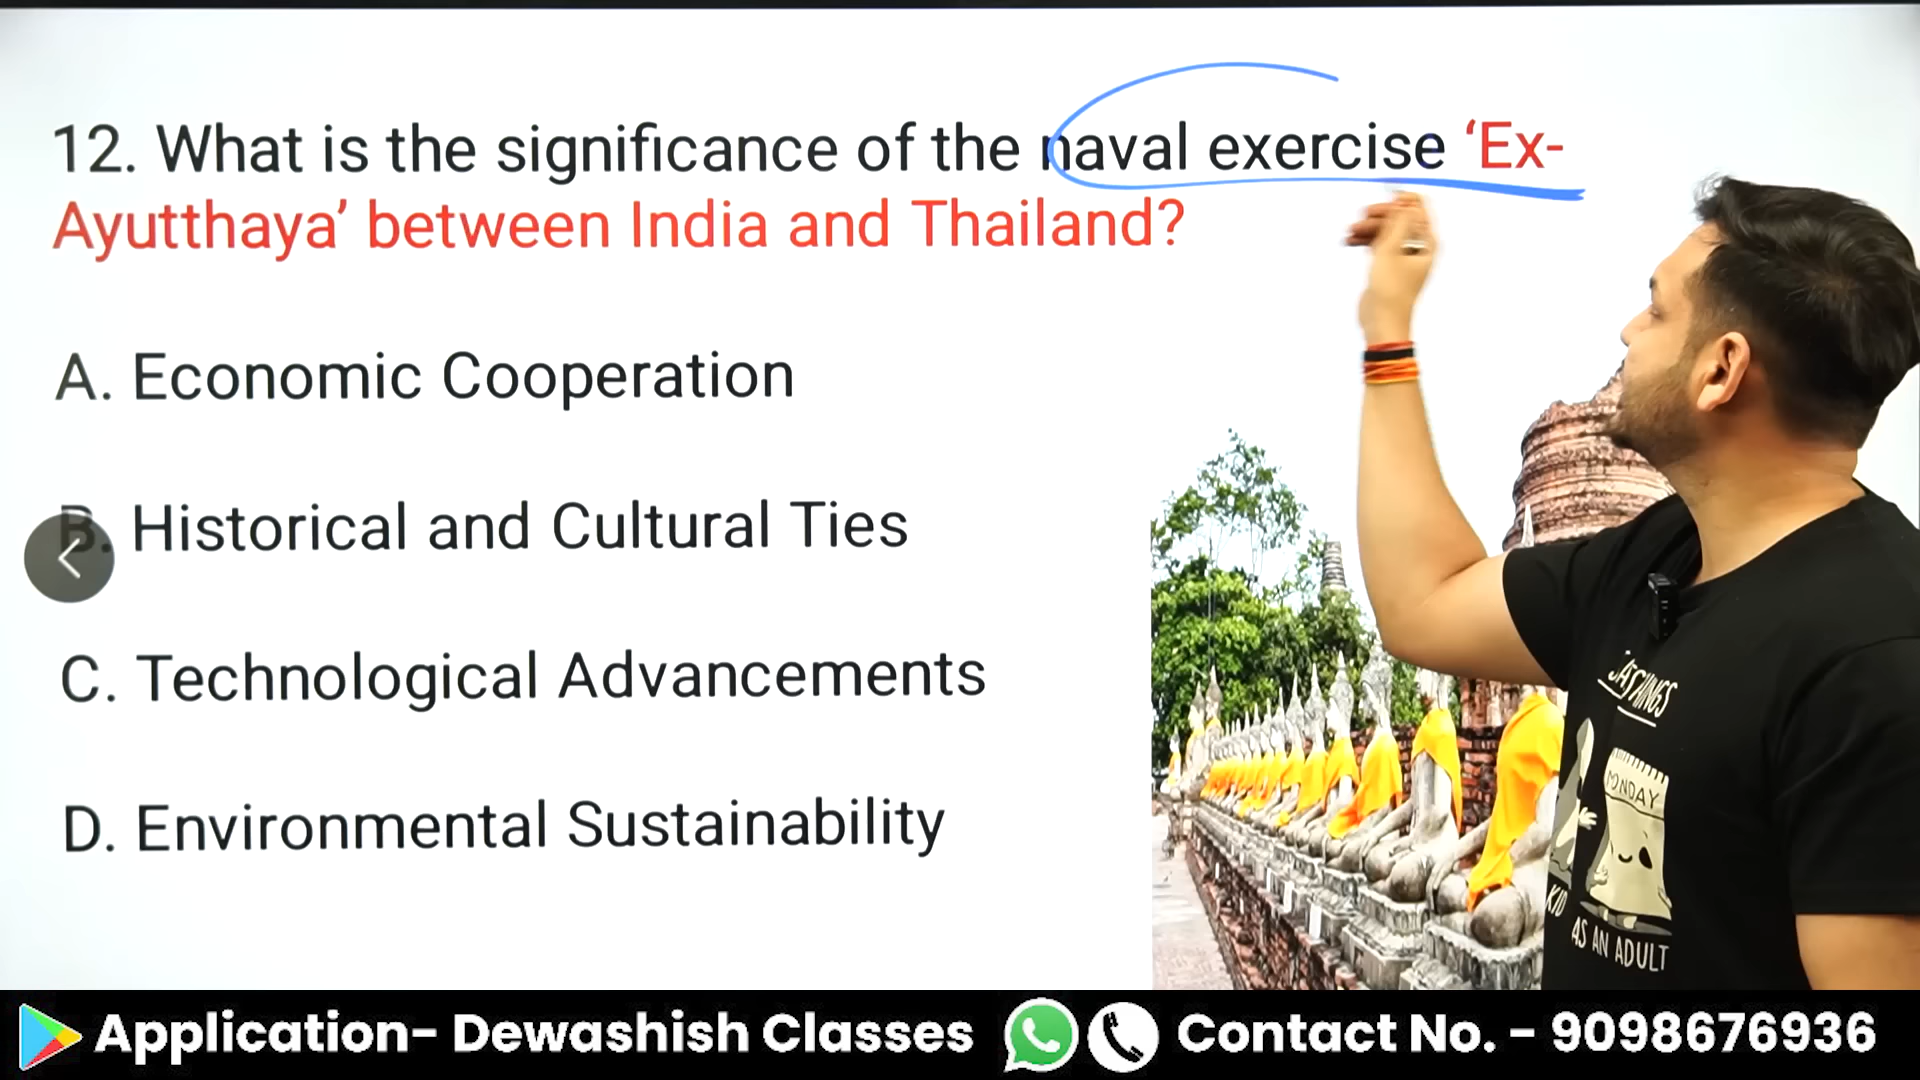 12. What is the significance of the naval exercise ‘Ex-
Ayutthaya’ between India and Thailand?
A. Economic Cooperation
B. Historical and Cultural Ties
C. Technological Advancements
D. Environmental Sustainability
MONDAY
KID
AS AN ADULT
Application- Dewashish Classes
Contact No. - 9098676936